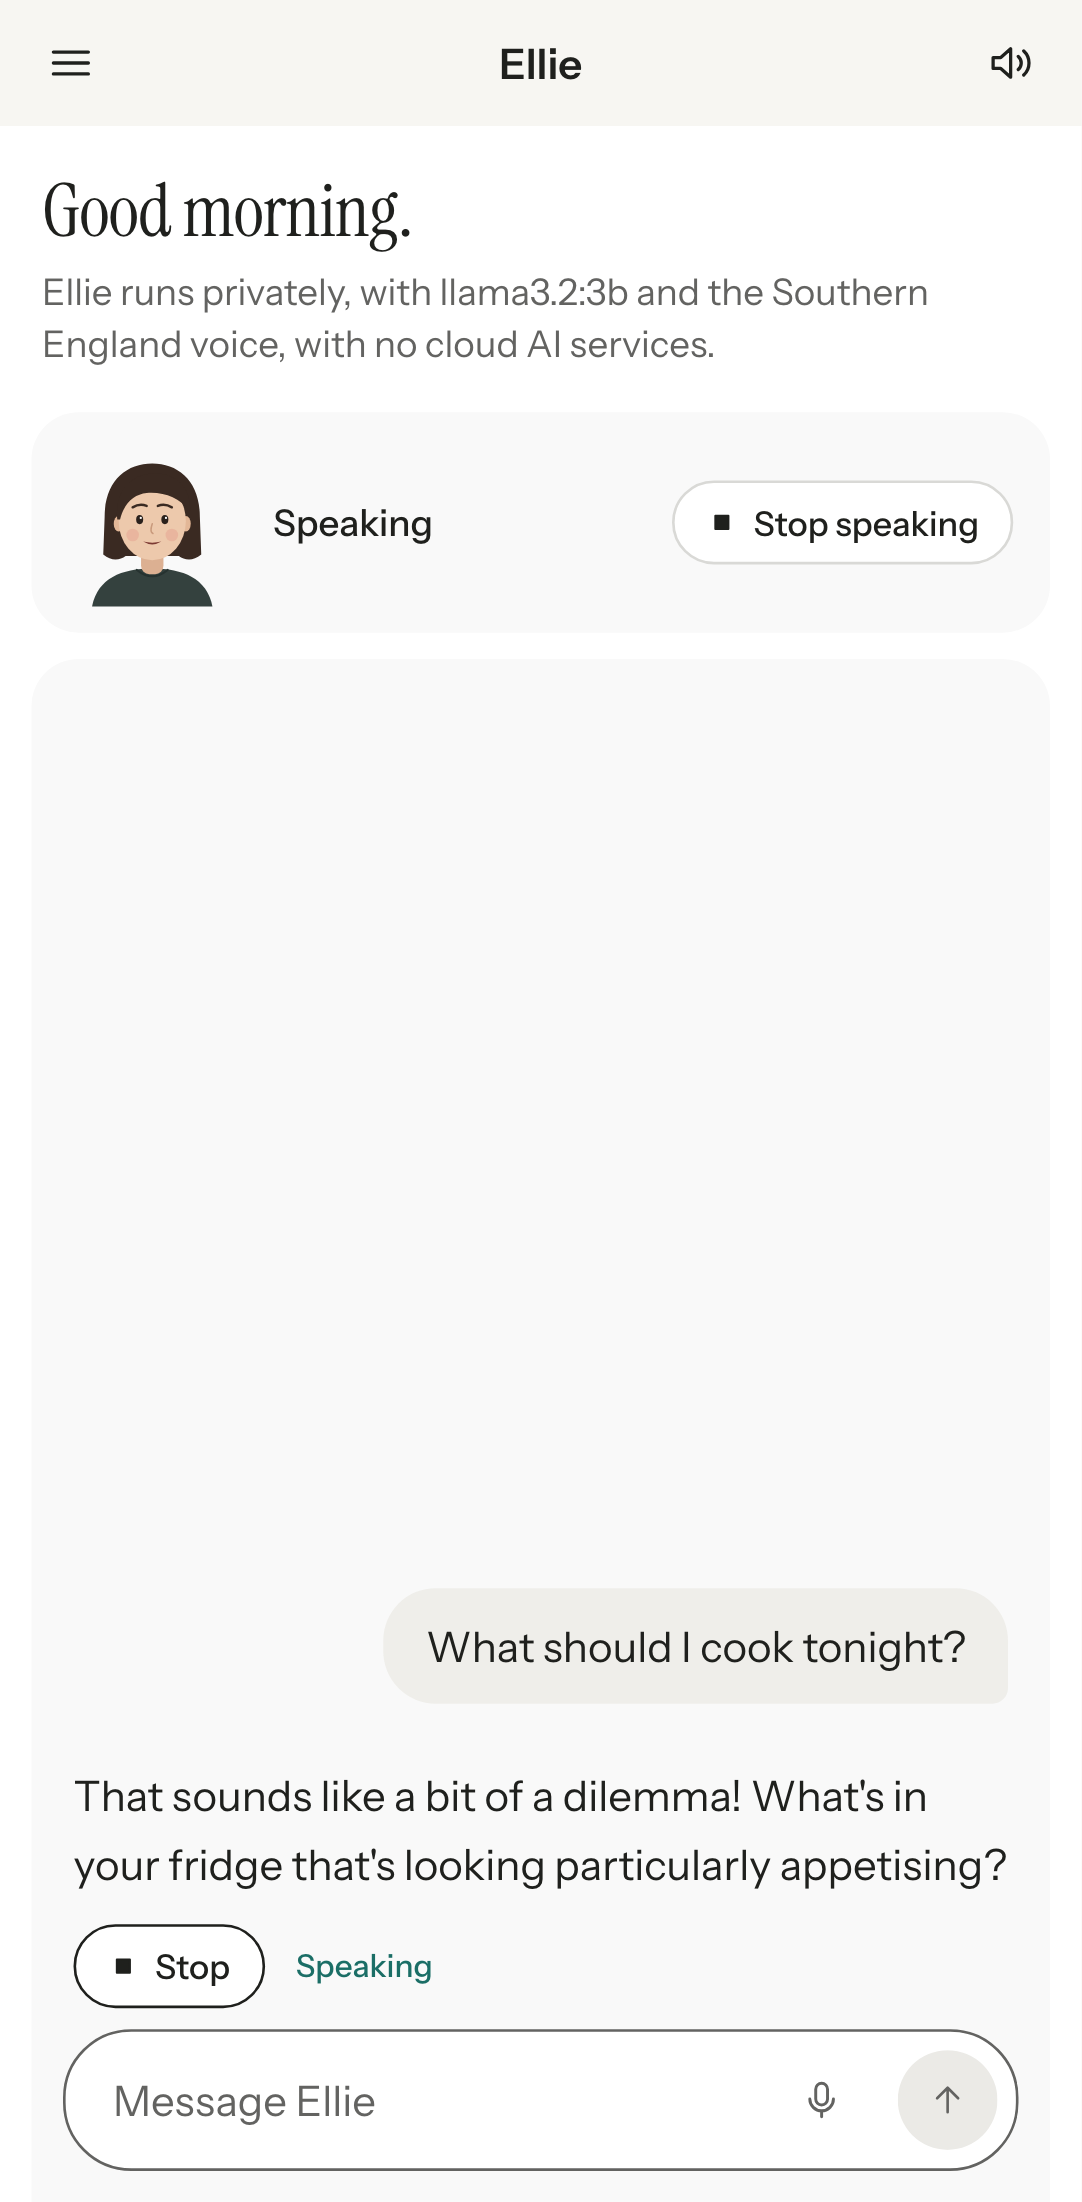 Ellie
Good morning.
Ellie runs privately, with llama3.2:3b and the Southern
England voice, with no cloud AI services.
Speaking
Stop speaking
What should I cook tonight?
That sounds like a bit of a dilemma! What's in
your fridge that's looking particularly appetising?
Stop
Speaking
Message Ellie